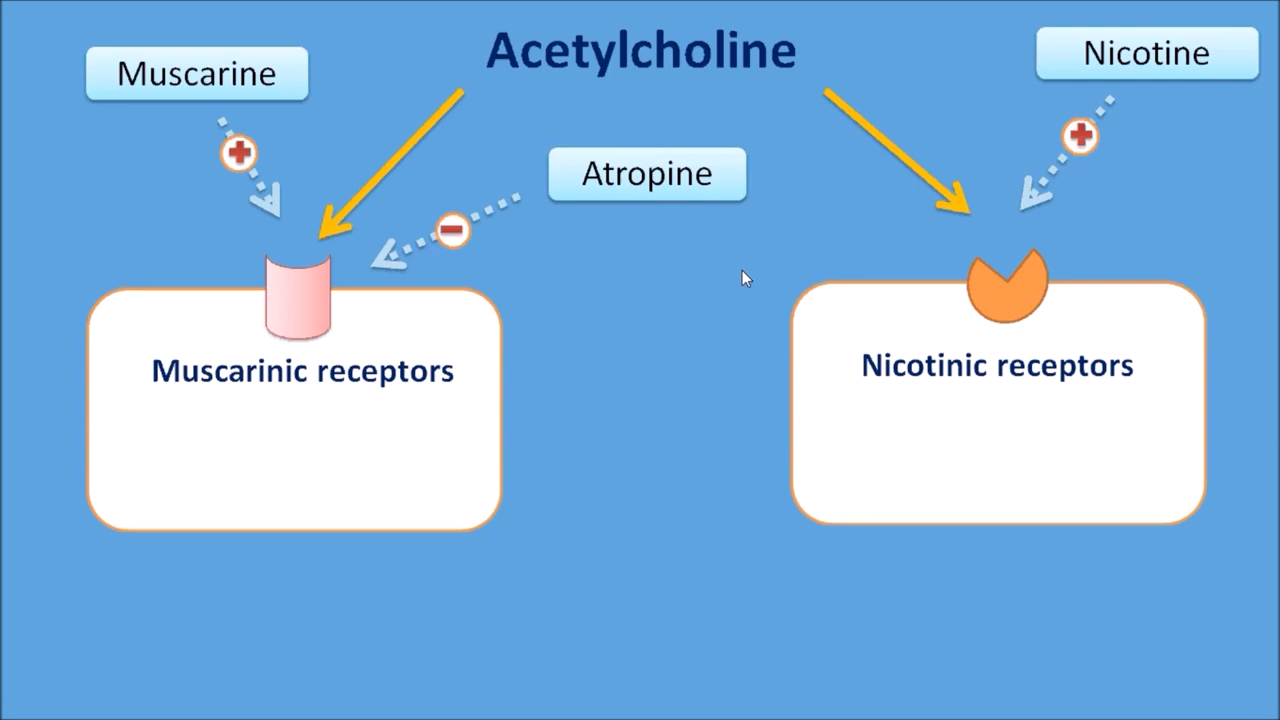 Acetylcholine
Muscarine
Nicotine
Atropine
Muscarinic receptors
Nicotinic receptors